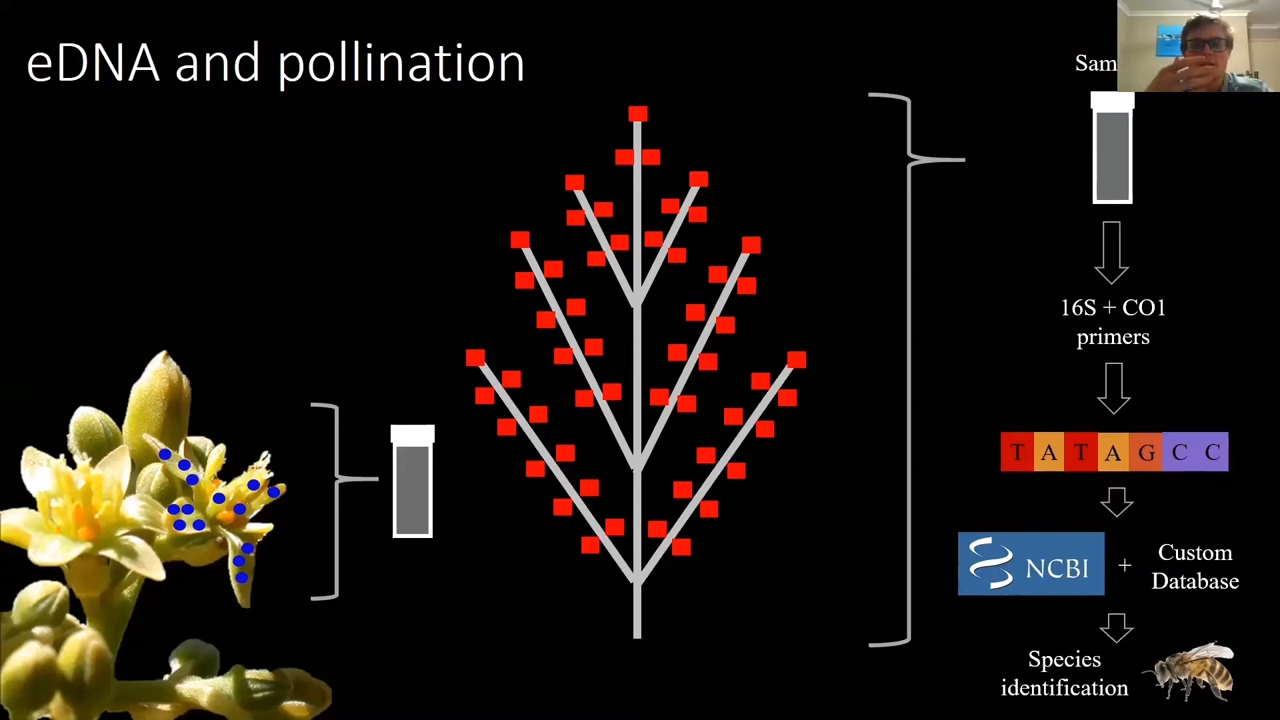 eDNA and pollination
Sam
16S + CO1
primers
T A T A G C C
NCBI + Custom
Database
Species
identification